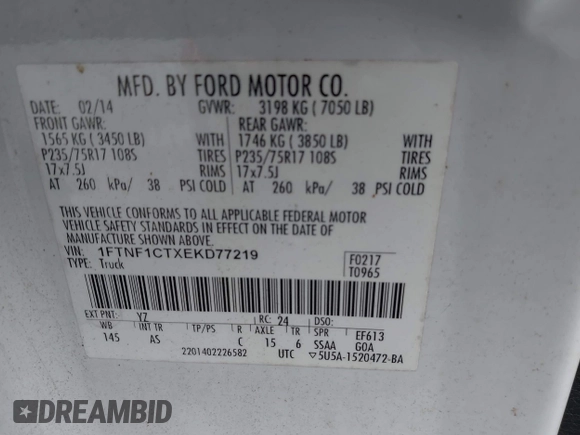 MFD. BY FORD MOTOR CO.
DATE: 02/14 GVWR: 3198 KG ( 7050 LB)
FRONT GAWR: REAR GAWR:
1565 KG ( 3450 LB) WITH 1746 KG ( 3850 LB) WITH
P235/75R17 108S TIRES P235/75R17 108S TIRES
17x7.5J RIMS 17x7.5J RIMS
AT 260 kPa/ 38 PSI COLD AT 260 kPa/ 38 PSI COLD
THIS VEHICLE CONFORMS TO ALL APPLICABLE FEDERAL MOTOR
VEHICLE SAFETY STANDARDS IN EFFECT ON THE DATE OF
MANUFACTURE SHOWN ABOVE.
VIN: 1FTNF1CTXEKD77219 F0217
TYPE: Truck T0965
EXT PNT: YZ RC: 24 DSO:
WB INT TR TP/PS R AXLE TR SPR EF613
145 AS C 15 6 SSAA G0A
2201402226582 UTC ▽5U5A-1520472-BA
DREAMBID